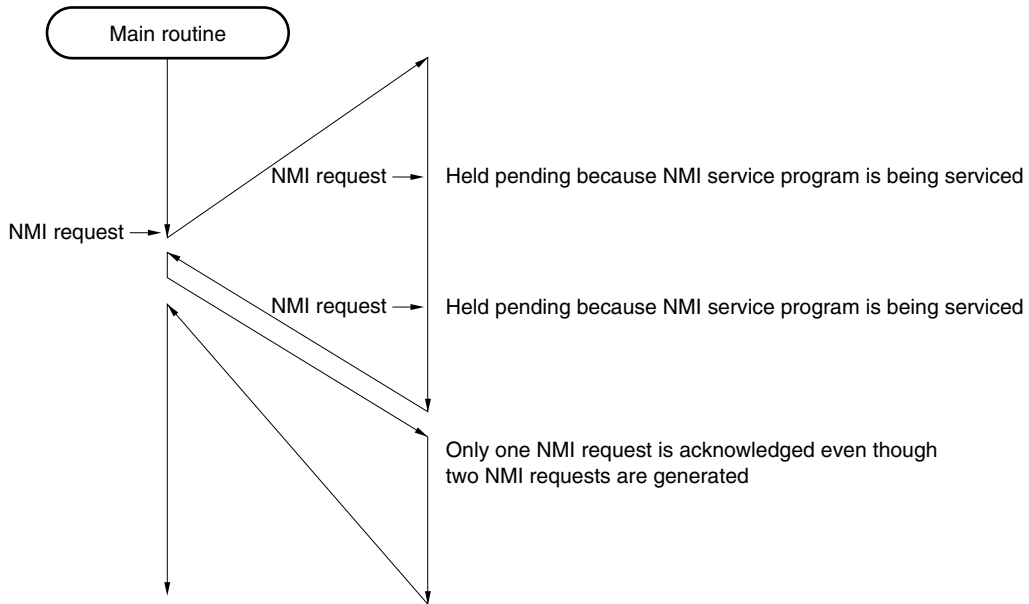 Main routine
NMI request
Held pending because NMI service program is being serviced
NMI request
NMI request
Held pending because NMI service program is being serviced
Only one NMI request is acknowledged even though
two NMI requests are generated